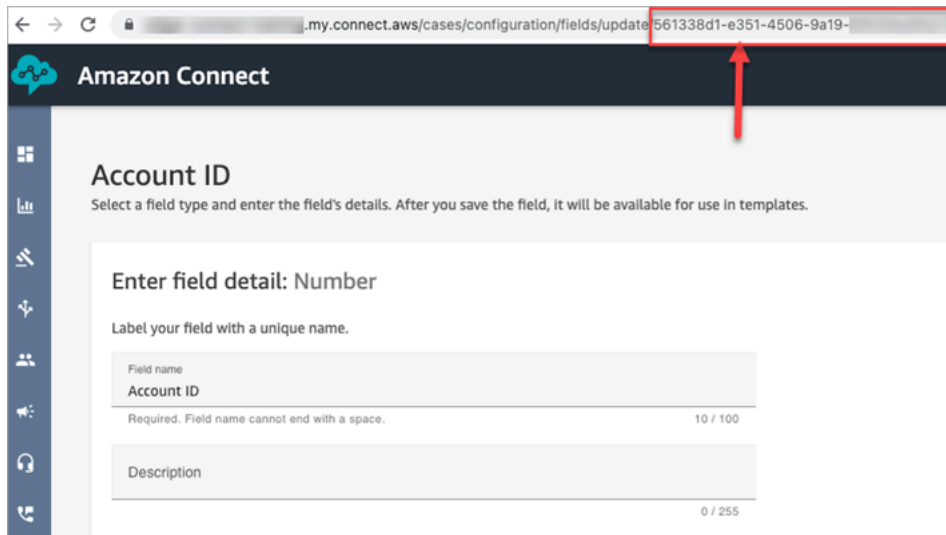 .my.connect.aws/cases/configuration/fields/update/561338d1-e351-4506-9a19-
Amazon Connect
Account ID
Select a field type and enter the field's details. After you save the field, it will be available for use in templates.
Enter field detail: Number
Label your field with a unique name.
Field name
Account ID
Required. Field name cannot end with a space.
10 / 100
Description
0 / 255